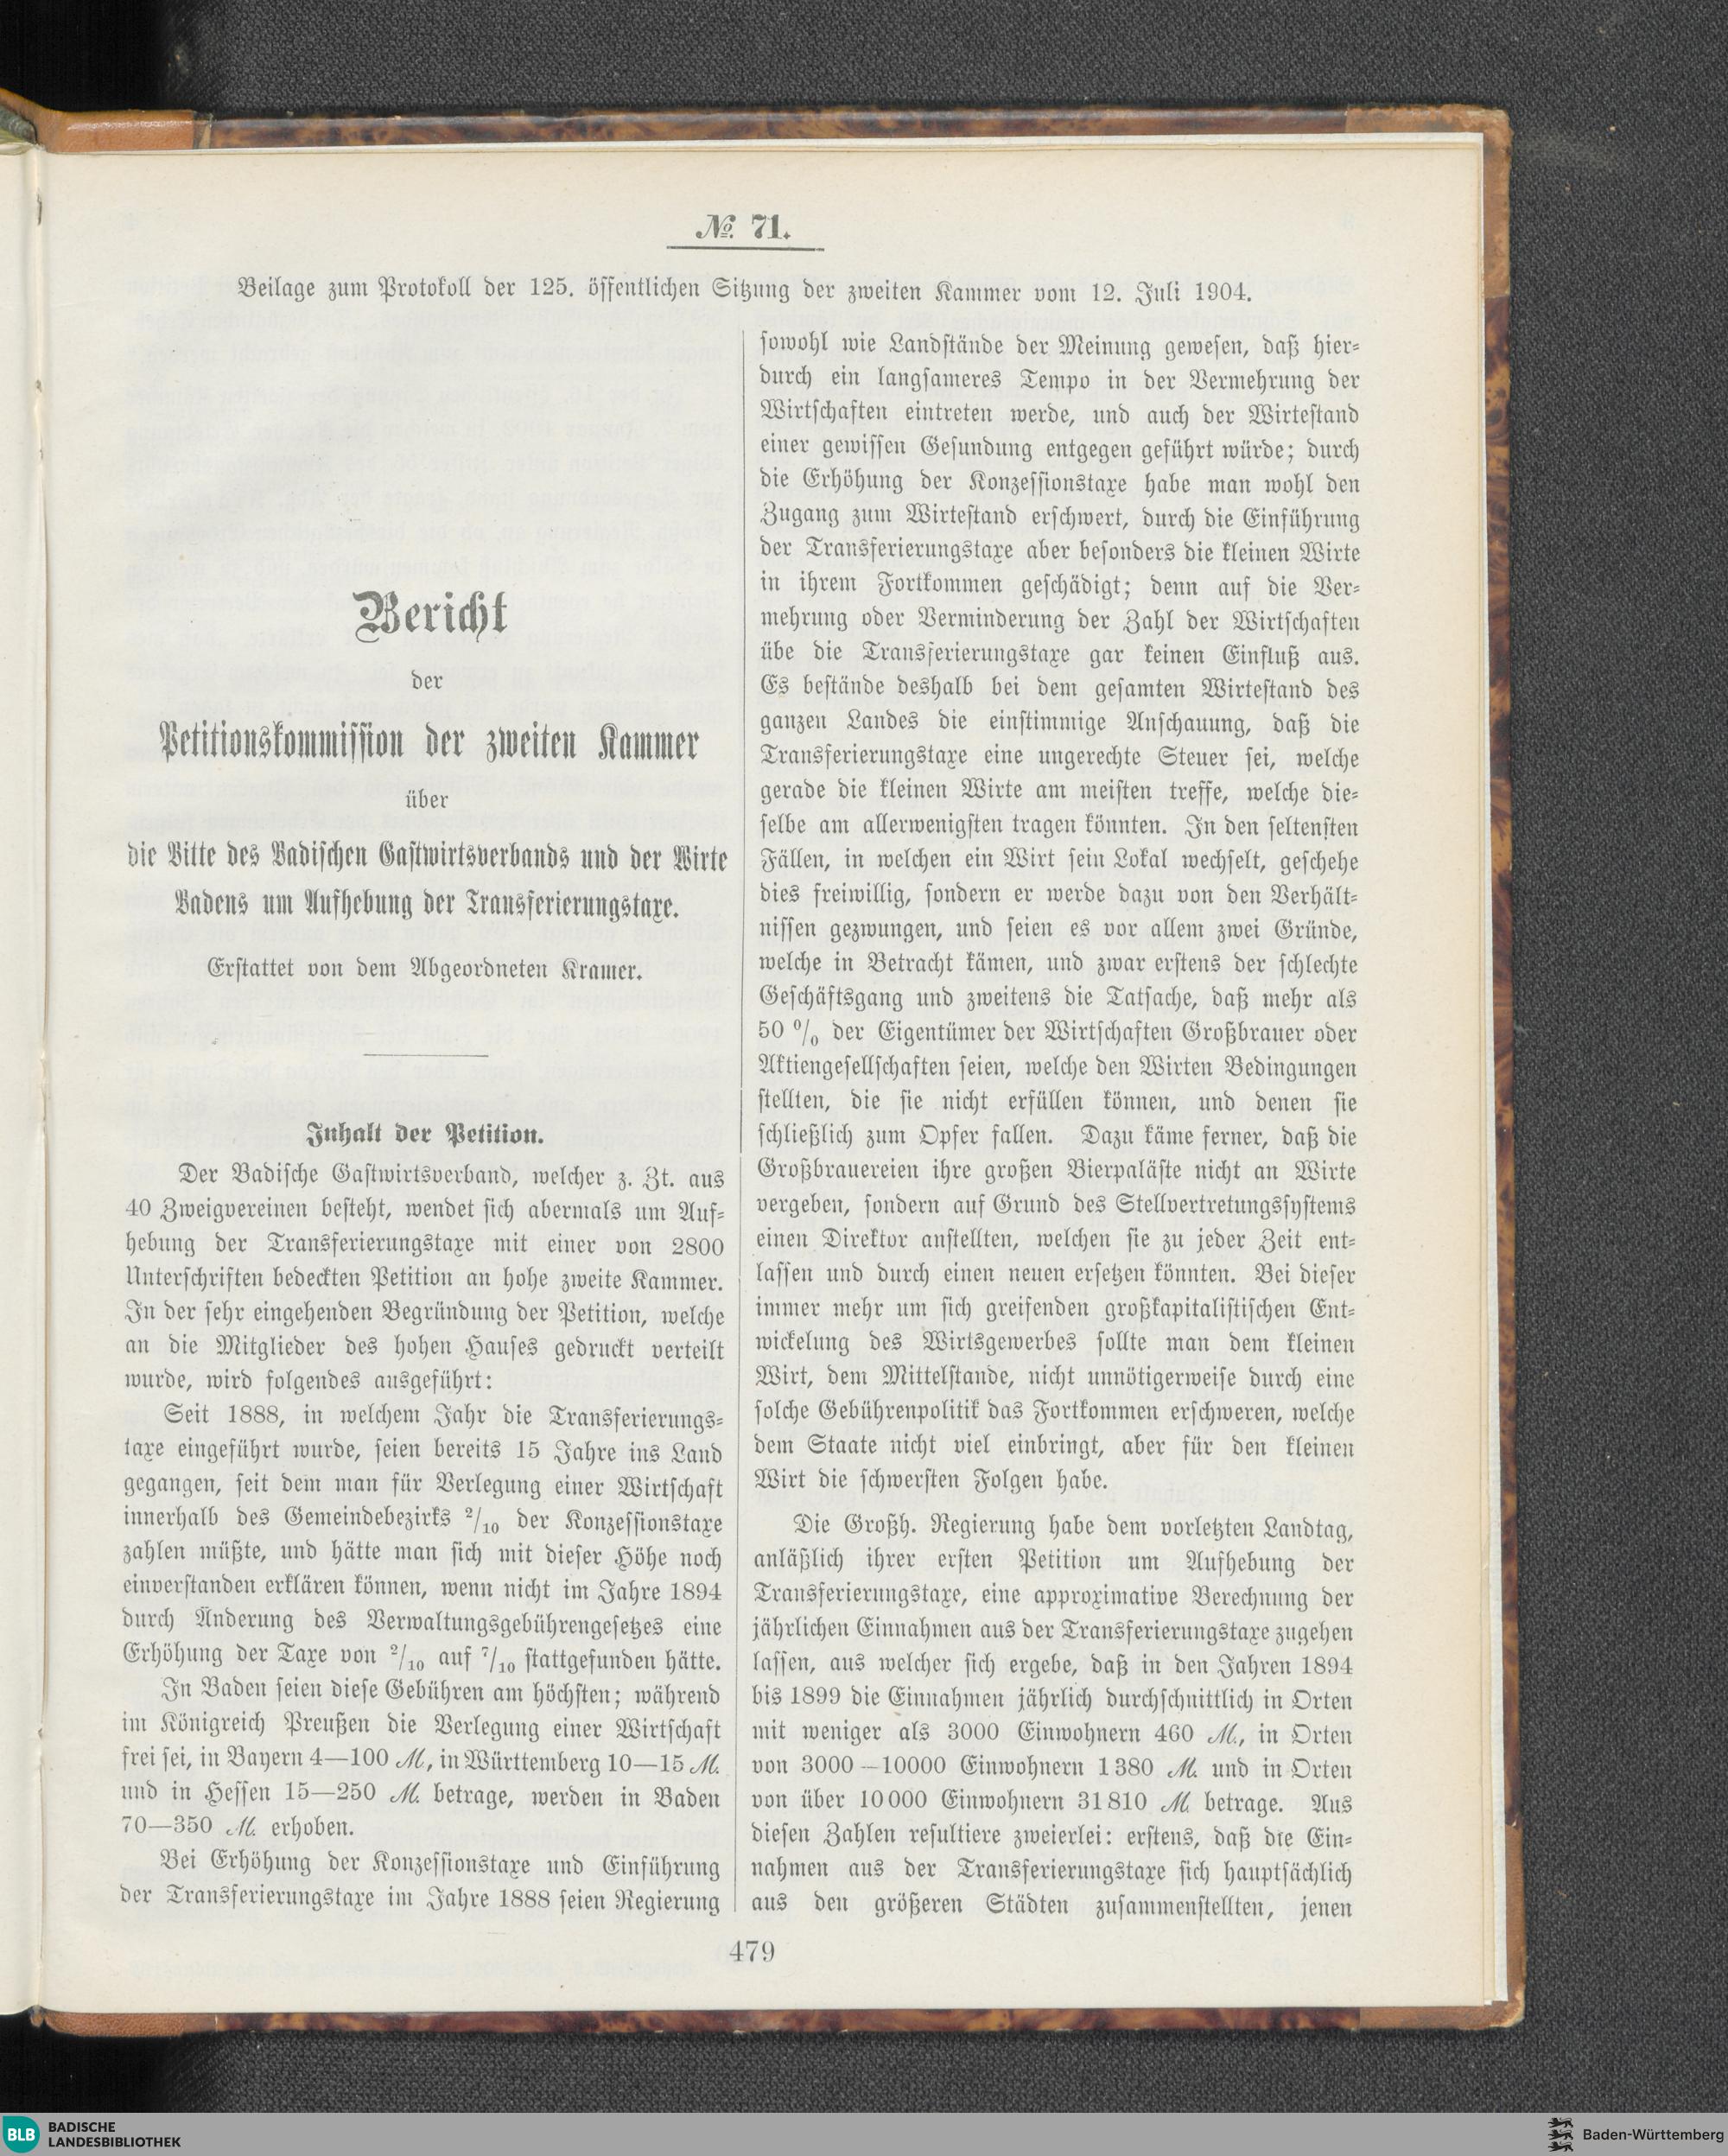 №. 71.
Beilage zum Protokoll der 125. öffentlichen Sitzung der zweiten Kammer vom 12. Juli 1904.
Bericht
der
Petitionskommission der zweiten Kammer
über
die Bitte des Badischen Gastwirtsverbands und der Wirte
Badens um Aufhebung der Transferierungstaxe.
Erstattet von dem Abgeordneten Kramer.
Inhalt der Petition.
Der Badische Gastwirtsverband, welcher z. Zt. aus
40 Zweigvereinen besteht, wendet sich abermals um Auf-
hebung der Transferierungstaxe mit einer von 2800
Unterschriften bedeckten Petition an hohe zweite Kammer.
In der sehr eingehenden Begründung der Petition, welche
an die Mitglieder des hohen Hauses gedruckt verteilt
wurde, wird folgendes ausgeführt:
Seit 1888, in welchem Jahr die Transferierungs-
taxe eingeführt wurde, seien bereits 15 Jahre ins Land
gegangen, seit dem man für Verlegung einer Wirtschaft
innerhalb des Gemeindebezirks 2/10 der Konzessionstaxe
zahlen müßte, und hätte man sich mit dieser Höhe noch
einverstanden erklären können, wenn nicht im Jahre 1894
durch Änderung des Verwaltungsgebührengesetzes eine
Erhöhung der Taxe von 2/10 auf 7/10 stattgefunden hätte.
In Baden seien diese Gebühren am höchsten; während
im Königreich Preußen die Verlegung einer Wirtschaft
frei sei, in Bayern 4—100 M., in Württemberg 10—15 M.
und in Hessen 15—250 M. betrage, werden in Baden
70—350 M. erhoben.
Bei Erhöhung der Konzessionstaxe und Einführung
der Transferierungstaxe im Jahre 1888 seien Regierung
sowohl wie Landstände der Meinung gewesen, daß hier-
durch ein langsameres Tempo in der Vermehrung der
Wirtschaften eintreten werde, und auch der Wirtestand
einer gewissen Gesundung entgegen geführt würde; durch
die Erhöhung der Konzessionstaxe habe man wohl den
Zugang zum Wirtestand erschwert, durch die Einführung
der Transferierungstaxe aber besonders die kleinen Wirte
in ihrem Fortkommen geschädigt; denn auf die Ver-
mehrung oder Verminderung der Zahl der Wirtschaften
übe die Transferierungstaxe gar keinen Einfluß aus.
Es bestände deshalb bei dem gesamten Wirtestand des
ganzen Landes die einstimmige Anschauung, daß die
Transferierungstaxe eine ungerechte Steuer sei, welche
gerade die kleinen Wirte am meisten treffe, welche die-
selbe am allerwenigsten tragen könnten. In den seltensten
Fällen, in welchen ein Wirt sein Lokal wechselt, geschehe
dies freiwillig, sondern er werde dazu von den Verhält-
nissen gezwungen, und seien es vor allem zwei Gründe,
welche in Betracht kämen, und zwar erstens der schlechte
Geschäftsgang und zweitens die Tatsache, daß mehr als
50 % der Eigentümer der Wirtschaften Großbrauer oder
Aktiengesellschaften seien, welche den Wirten Bedingungen
stellten, die sie nicht erfüllen können, und denen sie
schließlich zum Opfer fallen. Dazu käme ferner, daß die
Großbrauereien ihre großen Bierpaläste nicht an Wirte
vergeben, sondern auf Grund des Stellvertretungssystems
einen Direktor anstellten, welchen sie zu jeder Zeit ent-
lassen und durch einen neuen ersetzen könnten. Bei dieser
immer mehr um sich greifenden großkapitalistischen Ent-
wickelung des Wirtsgewerbes sollte man dem kleinen
Wirt, dem Mittelstande, nicht unnötigerweise durch eine
solche Gebührenpolitik das Fortkommen erschweren, welche
dem Staate nicht viel einbringt, aber für den kleinen
Wirt die schwersten Folgen habe.
Die Großh. Regierung habe dem vorletzten Landtag,
anläßlich ihrer ersten Petition um Aufhebung der
Transferierungstaxe, eine approximative Berechnung der
jährlichen Einnahmen aus der Transferierungstaxe zugehen
lassen, aus welcher sich ergebe, daß in den Jahren 1894
bis 1899 die Einnahmen jährlich durchschnittlich in Orten
mit weniger als 3000 Einwohnern 460 M., in Orten
von 3000—10000 Einwohnern 1380 M. und in Orten
von über 10000 Einwohnern 31810 M. betrage. Aus
diesen Zahlen resultiere zweierlei: erstens, daß die Ein-
nahmen aus der Transferierungstaxe sich hauptsächlich
aus den größeren Städten zusammenstellten, jenen
479
BLB BADISCHE
LANDESBIBLIOTHEK
Baden-Württemberg